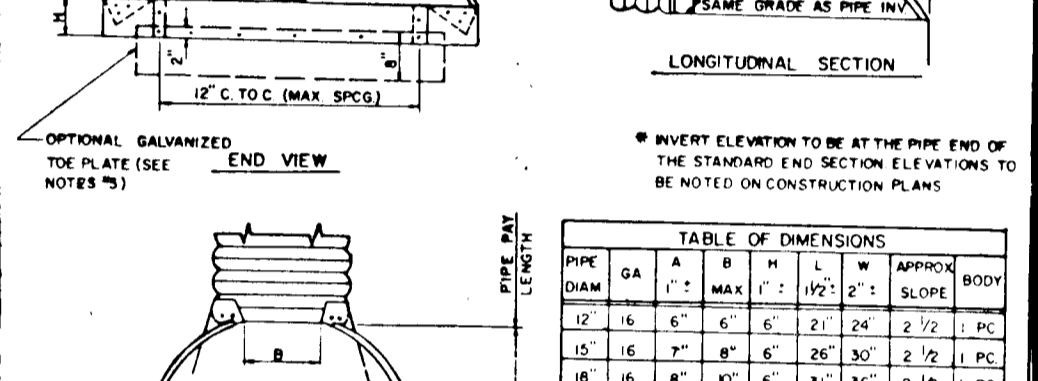 SAME GRADE AS PIPE INV
H
2"
8"
LONGITUDINAL SECTION
12" C. TO C. (MAX. SPCG.)
OPTIONAL GALVANIZED
TOE PLATE (SEE
NOTES #3)
END VIEW
* INVERT ELEVATION TO BE AT THE PIPE END OF
THE STANDARD END SECTION ELEVATIONS TO
BE NOTED ON CONSTRUCTION PLANS
PIPE PAY
LENGTH
B
TABLE OF DIMENSIONS
PIPE DIAM GA A 1" ± B MAX H 1" ± L 1 1/2" ± W 2" ± APPROX SLOPE BODY
12" 16 6" 6" 6" 21" 24" 2 1/2 1 PC
15" 16 7" 8" 6" 26" 30" 2 1/2 1 PC.
18" 16 8" 10" 6"